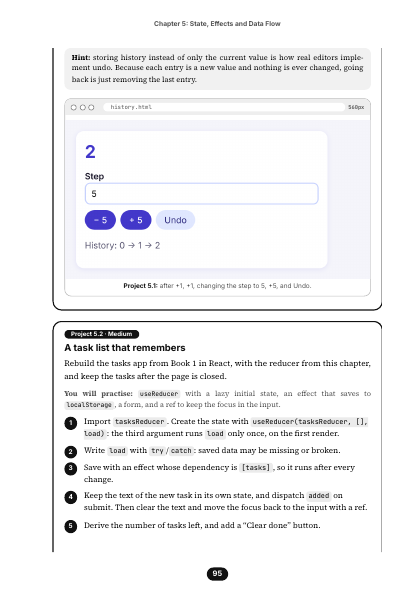 Chapter 5: State, Effects and Data Flow
Hint: storing history instead of only the current value is how real editors imple-
ment undo. Because each entry is a new value and nothing is ever changed, going
back is just removing the last entry.
history.html
560px
2
Step
5
− 5
+ 5
Undo
History: 0 → 1 → 2
Project 5.1: after +1, +1, changing the step to 5, +5, and Undo.
Project 5.2 · Medium
A task list that remembers
Rebuild the tasks app from Book 1 in React, with the reducer from this chapter,
and keep the tasks after the page is closed.
You will practise: useReducer with a lazy initial state, an effect that saves to
localStorage, a form, and a ref to keep the focus in the input.
1 Import tasksReducer. Create the state with useReducer(tasksReducer, [],
load): the third argument runs load only once, on the first render.
2 Write load with try/catch: saved data may be missing or broken.
3 Save with an effect whose dependency is [tasks], so it runs after every
change.
4 Keep the text of the new task in its own state, and dispatch added on
submit. Then clear the text and move the focus back to the input with a ref.
5 Derive the number of tasks left, and add a “Clear done” button.
95